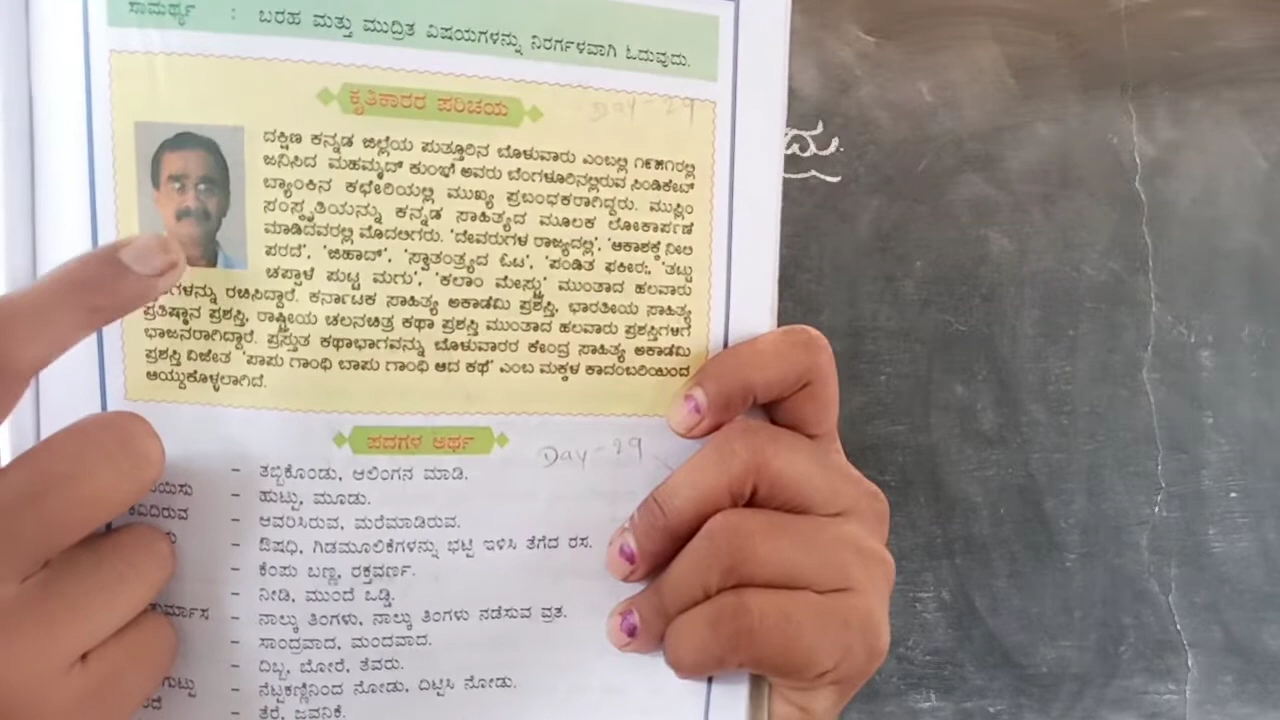 ಸಾಮರ್ಥ್ಯ : ಬರಹ ಮತ್ತು ಮುದ್ರಿತ ವಿಷಯಗಳನ್ನು ನಿರರ್ಗಳವಾಗಿ ಓದುವುದು.
ಕೃತಿಕಾರರ ಪರಿಚಯ
Day - 29
ದಕ್ಷಿಣ ಕನ್ನಡ ಜಿಲ್ಲೆಯ ಪುತ್ತೂರಿನ ಬೊಳುವಾರು ಎಂಬಲ್ಲಿ ೧೯೫೧ರಲ್ಲಿ
ಜನಿಸಿದ ಮಹಮ್ಮದ್ ಕುಂಞ ಅವರು ಬೆಂಗಳೂರಿನಲ್ಲಿರುವ ಸಿಂಡಿಕೇಟ್
ಬ್ಯಾಂಕಿನ ಕಛೇರಿಯಲ್ಲಿ ಮುಖ್ಯ ಪ್ರಬಂಧಕರಾಗಿದ್ದರು. ಮುಸ್ಲಿಂ
ಸಂಸ್ಕೃತಿಯನ್ನು ಕನ್ನಡ ಸಾಹಿತ್ಯದ ಮೂಲಕ ಲೋಕಾರ್ಪಣೆ
ಮಾಡಿದವರಲ್ಲಿ ಮೊದಲಿಗರು. 'ದೇವರುಗಳ ರಾಜ್ಯದಲ್ಲಿ', 'ಆಕಾಶಕ್ಕೆ ನೀಲಿ
ಪರದೆ', 'ಜಿಹಾದ್', 'ಸ್ವಾತಂತ್ರ್ಯದ ಓಟ', 'ಪಂಡಿತ ಫಕೀರ', 'ತಟ್ಟು
ಚಪ್ಪಾಳೆ ಪುಟ್ಟ ಮಗು', 'ಕಲಾಂ ಮೇಸ್ಟ್ರು' ಮುಂತಾದ ಹಲವಾರು
ರಚಿಸಿದ್ದಾರೆ. ಕರ್ನಾಟಕ ಸಾಹಿತ್ಯ ಅಕಾಡೆಮಿ ಪ್ರಶಸ್ತಿ, ಭಾರತೀಯ ಸಾಹಿತ್ಯ
ಪ್ರತಿಷ್ಠಾನ ಪ್ರಶಸ್ತಿ, ರಾಷ್ಟ್ರೀಯ ಚಲನಚಿತ್ರ ಕಥಾ ಪ್ರಶಸ್ತಿ ಮುಂತಾದ ಹಲವಾರು ಪ್ರಶಸ್ತಿಗಳಿಗೆ
ಭಾಜನರಾಗಿದ್ದಾರೆ. ಪ್ರಸ್ತುತ ಕಥಾಭಾಗವನ್ನು ಬೊಳುವಾರರ ಕೇಂದ್ರ ಸಾಹಿತ್ಯ ಅಕಾಡೆಮಿ
ಪ್ರಶಸ್ತಿ ವಿಜೇತ 'ಪಾಪು ಗಾಂಧಿ ಬಾಪು ಗಾಂಧಿ ಆದ ಕಥೆ' ಎಂಬ ಮಕ್ಕಳ ಕಾದಂಬರಿಯಿಂದ
ಆಯ್ದುಕೊಳ್ಳಲಾಗಿದೆ.
ಪದಗಳ ಅರ್ಥ
Day - 29
- ತಬ್ಬಿಕೊಂಡು, ಆಲಿಂಗನ ಮಾಡಿ.
- ಹುಟ್ಟು, ಮೂಡು.
- ಆವರಿಸಿರುವ, ಮರೆಮಾಡಿರುವ.
- ಔಷಧಿ, ಗಿಡಮೂಲಿಕೆಗಳನ್ನು ಭಟ್ಟಿ ಇಳಿಸಿ ತೆಗೆದ ರಸ.
- ಕೆಂಪು ಬಣ್ಣ, ರಕ್ತವರ್ಣ.
- ನೀಡಿ, ಮುಂದೆ ಒಡ್ಡಿ.
- ನಾಲ್ಕು ತಿಂಗಳು, ನಾಲ್ಕು ತಿಂಗಳು ನಡೆಸುವ ವ್ರತ.
- ಸಾಂದ್ರವಾದ, ಮಂದವಾದ.
- ದಿಬ್ಬ, ಬೋರೆ, ತೆವರು.
- ನೆಟ್ಟಕಣ್ಣಿನಿಂದ ನೋಡು, ದಿಟ್ಟಿಸಿ ನೋಡು.
- ತೆರೆ, ಜವನಿಕೆ.